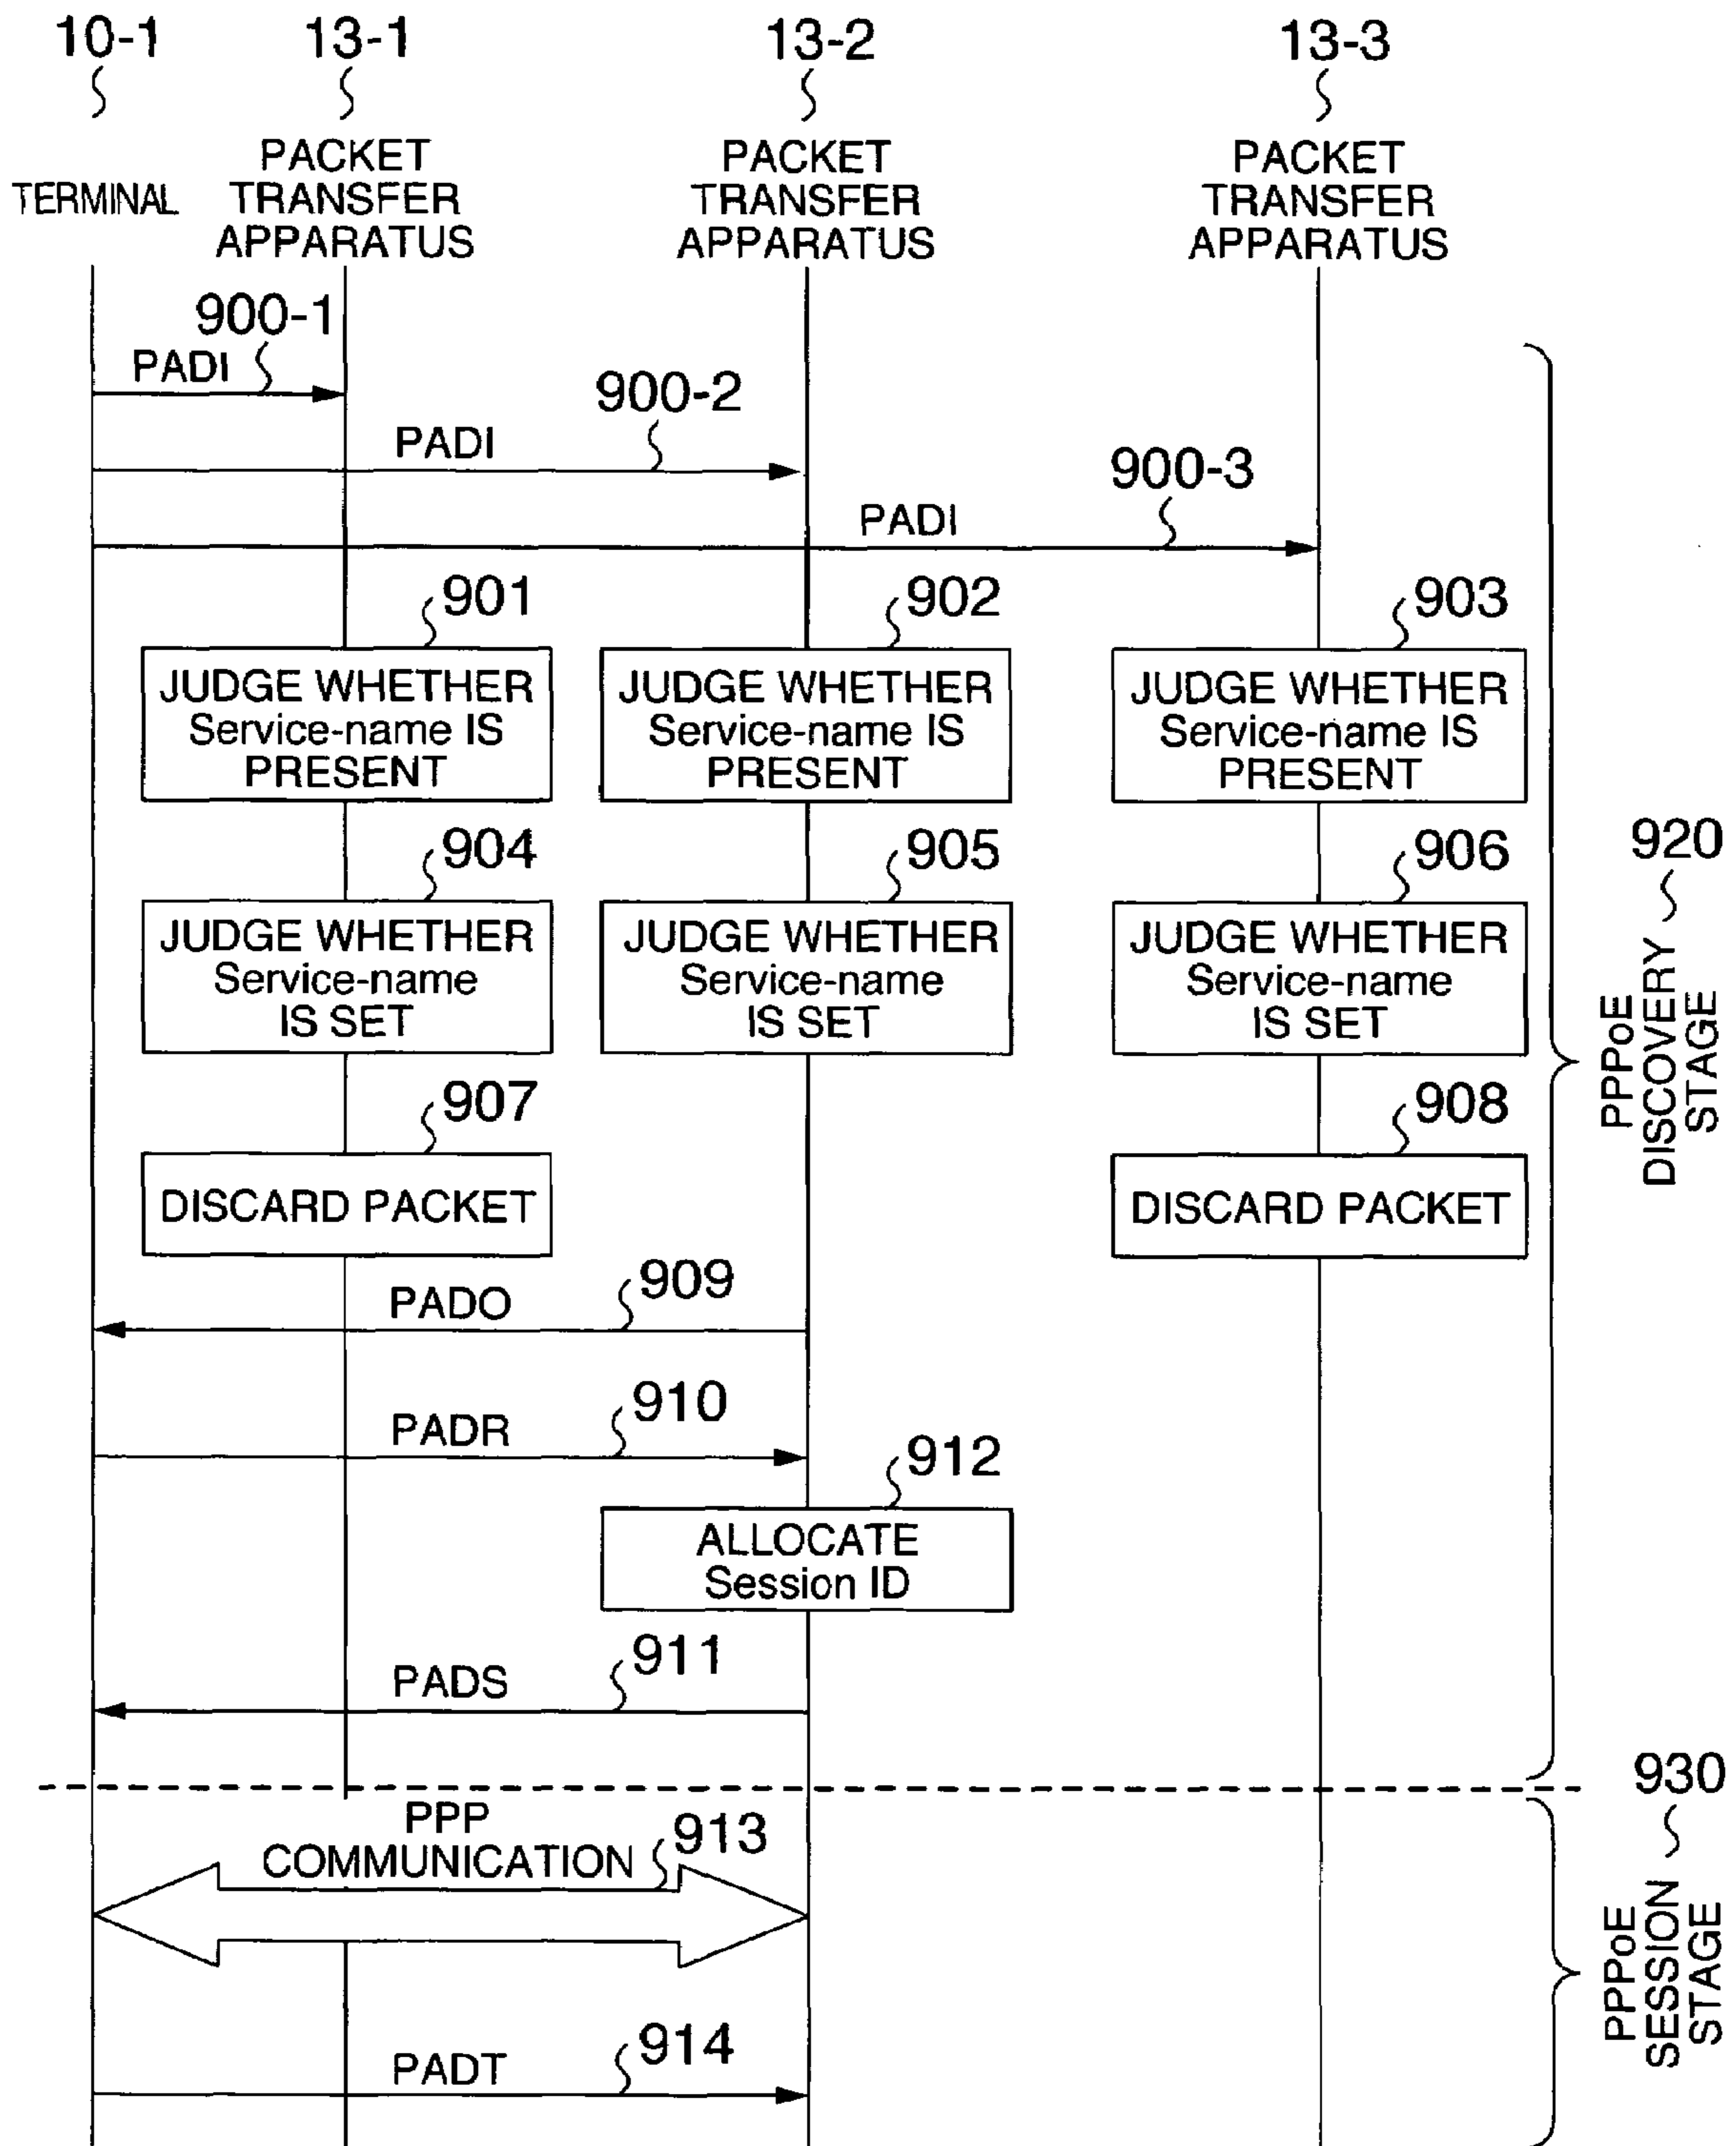 10-1
13-1
13-2
13-3
TERMINAL
PACKET
TRANSFER
APPARATUS
PACKET
TRANSFER
APPARATUS
PACKET
TRANSFER
APPARATUS
900-1
PADI
900-2
PADI
900-3
PADI
901
JUDGE WHETHER
Service-name IS
PRESENT
902
JUDGE WHETHER
Service-name IS
PRESENT
903
JUDGE WHETHER
Service-name IS
PRESENT
904
JUDGE WHETHER
Service-name
IS SET
905
JUDGE WHETHER
Service-name
IS SET
906
JUDGE WHETHER
Service-name
IS SET
907
DISCARD PACKET
908
DISCARD PACKET
920
PPPoE
DISCOVERY
STAGE
909
PADO
910
PADR
912
ALLOCATE
Session ID
911
PADS
930
PPPoE
SESSION
STAGE
PPP
COMMUNICATION
913
914
PADT